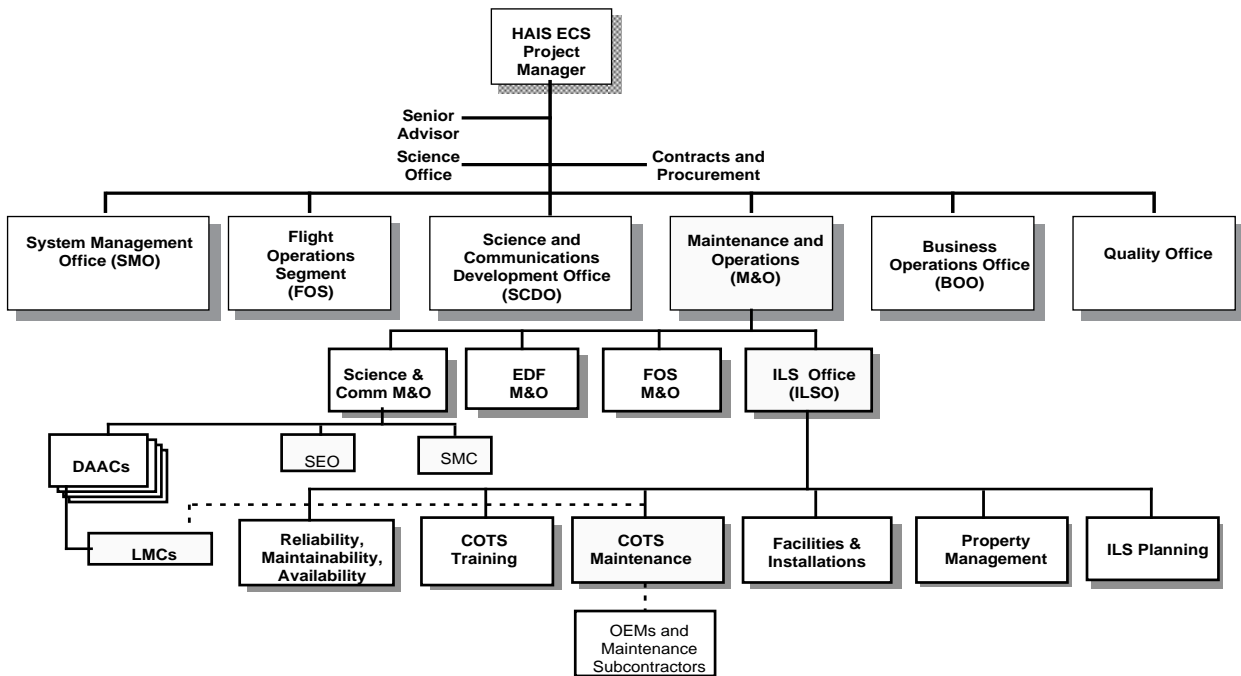 HAIS ECS
Project
Manager
Senior
Advisor
Science
Office
Contracts and
Procurement
System Management
Office (SMO)
Flight
Operations
Segment
(FOS)
Science and
Communications
Development Office
(SCDO)
Maintenance and
Operations
(M&O)
Business
Operations Office
(BOO)
Quality Office
Science &
Comm M&O
EDF
M&O
FOS
M&O
ILS Office
(ILSO)
DAACs
SEO
SMC
LMCs
Reliability,
Maintainability,
Availability
COTS
Training
COTS
Maintenance
Facilities &
Installations
Property
Management
ILS Planning
OEMs and
Maintenance
Subcontractors